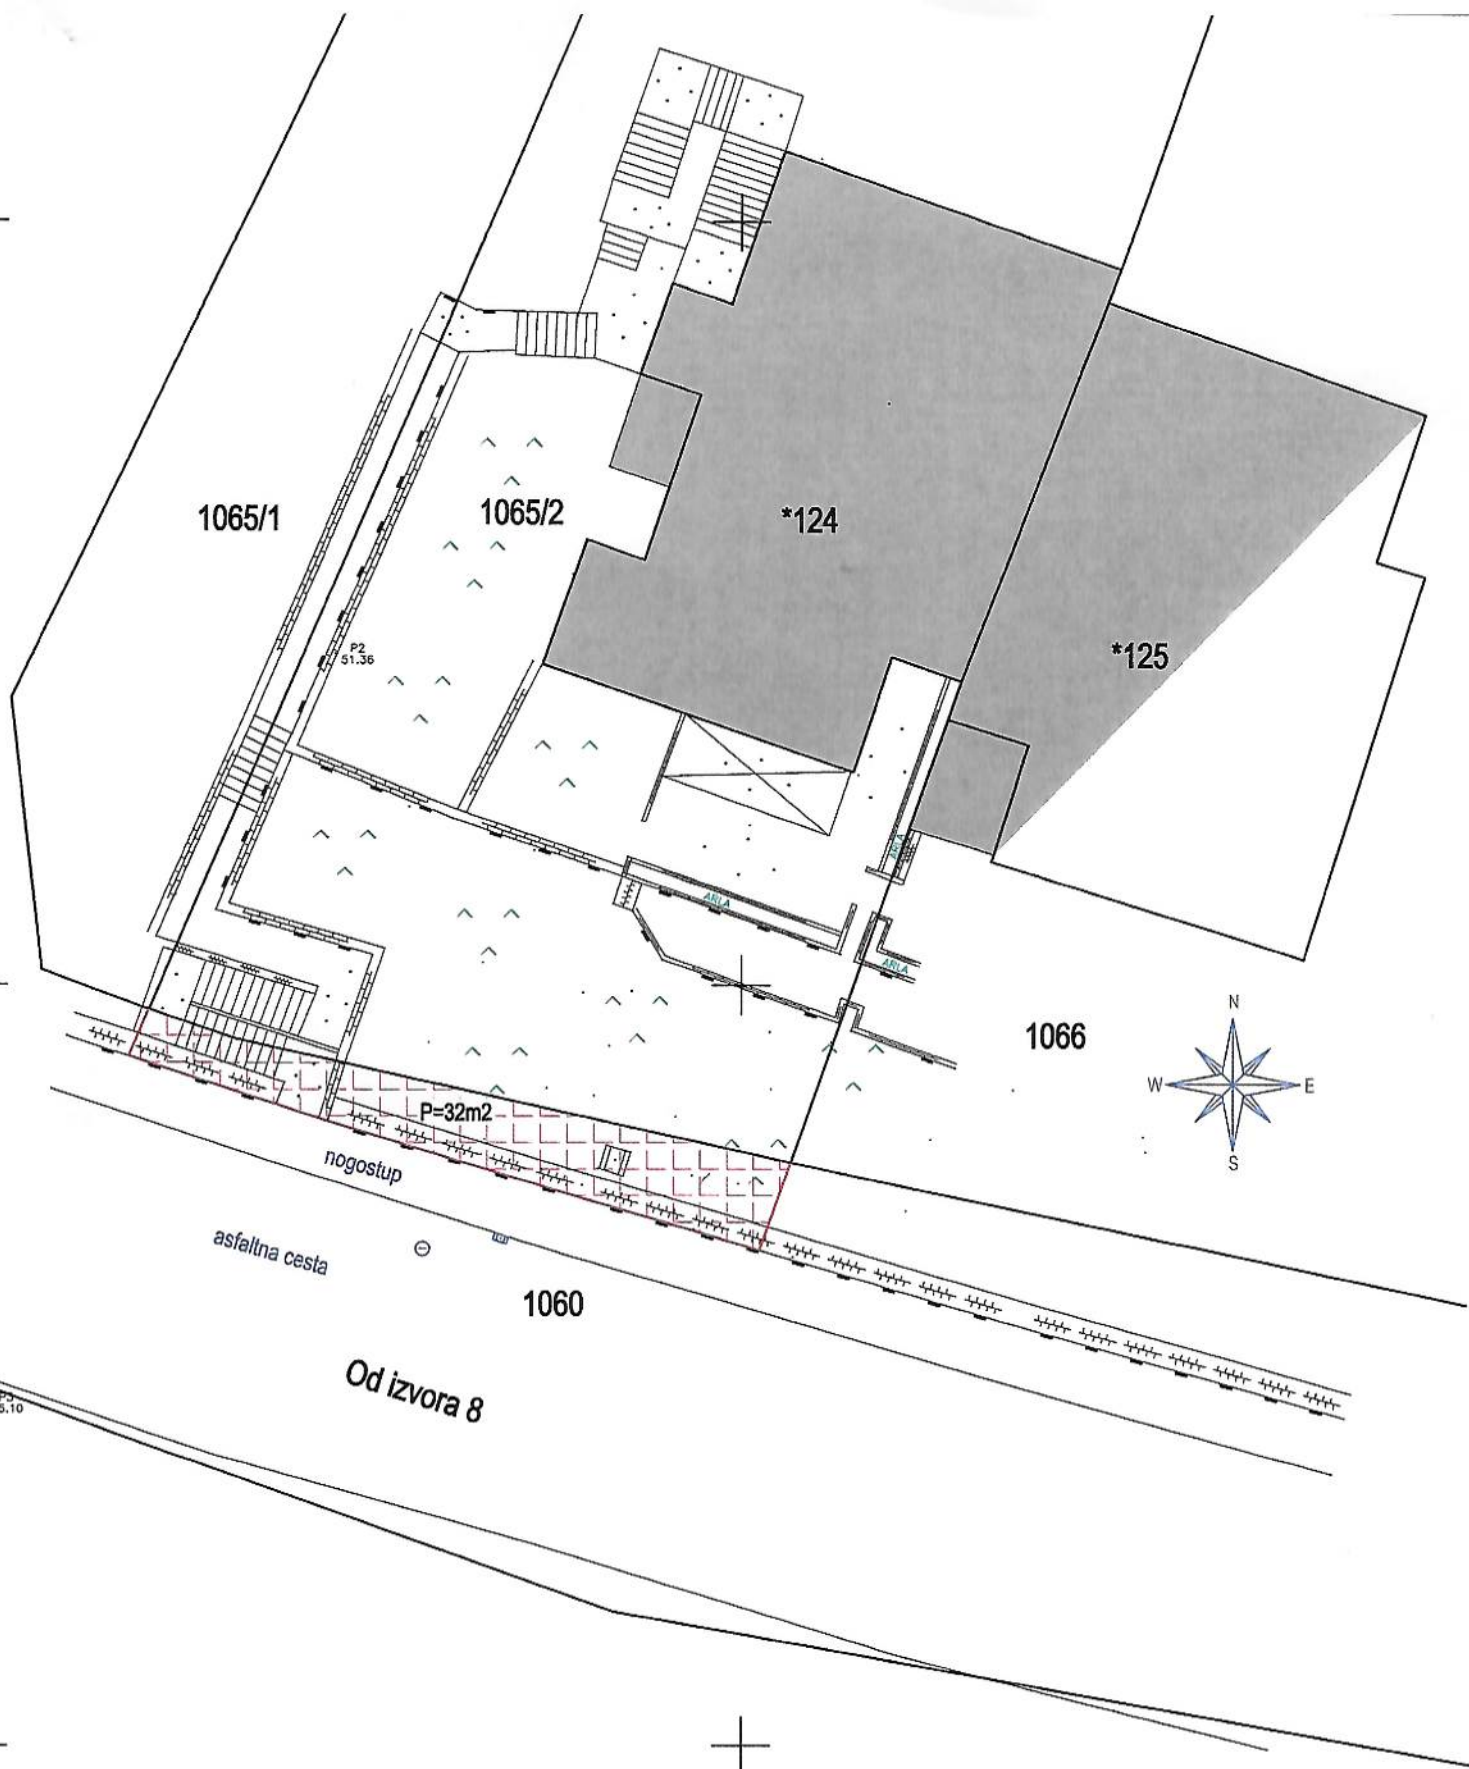 1065/1
1065/2
*124
*125
P2
51.36
ARLA
ARLA
ARLA
N
W
E
S
1066
P=32m2
nogostup
asfaltna cesta
1060
Od izvora 8